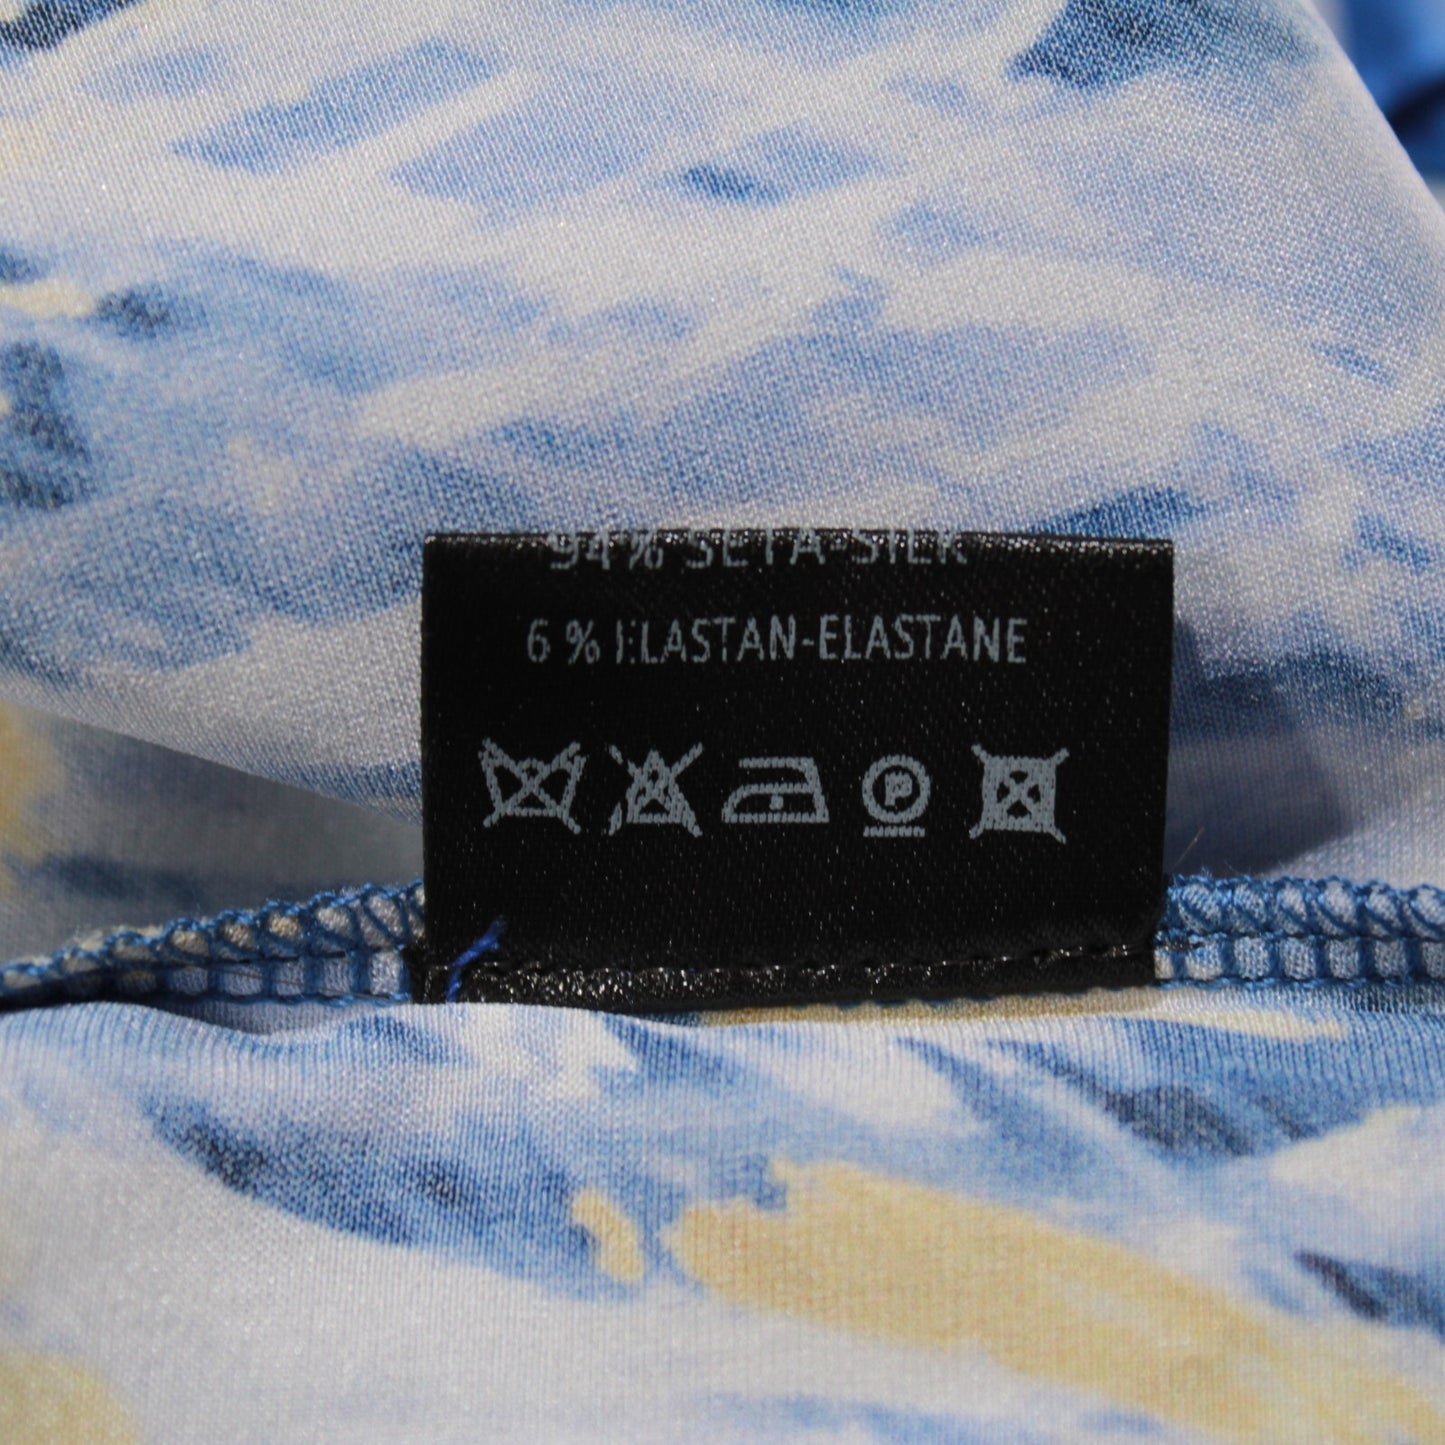 94% SETA-SILK
6 % ELASTAN-ELASTANE
P